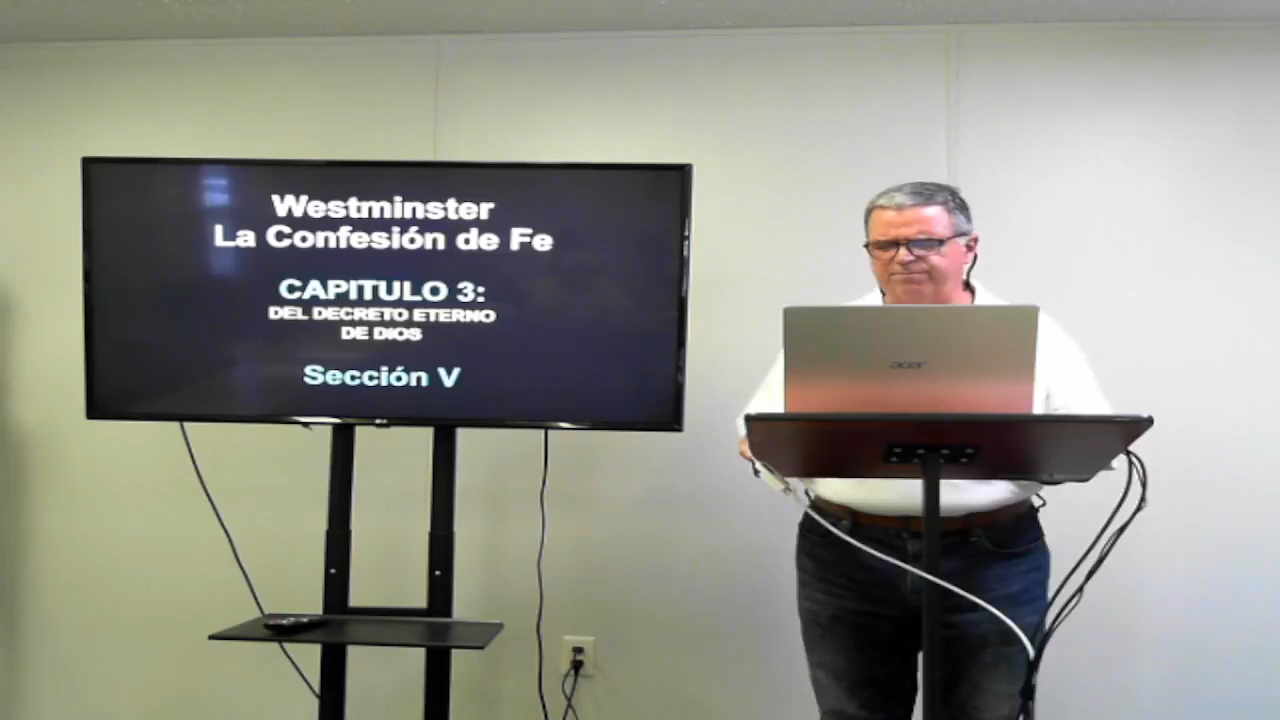 Westminster
La Confesión de Fe
CAPITULO 3:
DEL DECRETO ETERNO
DE DIOS
Sección V
acer